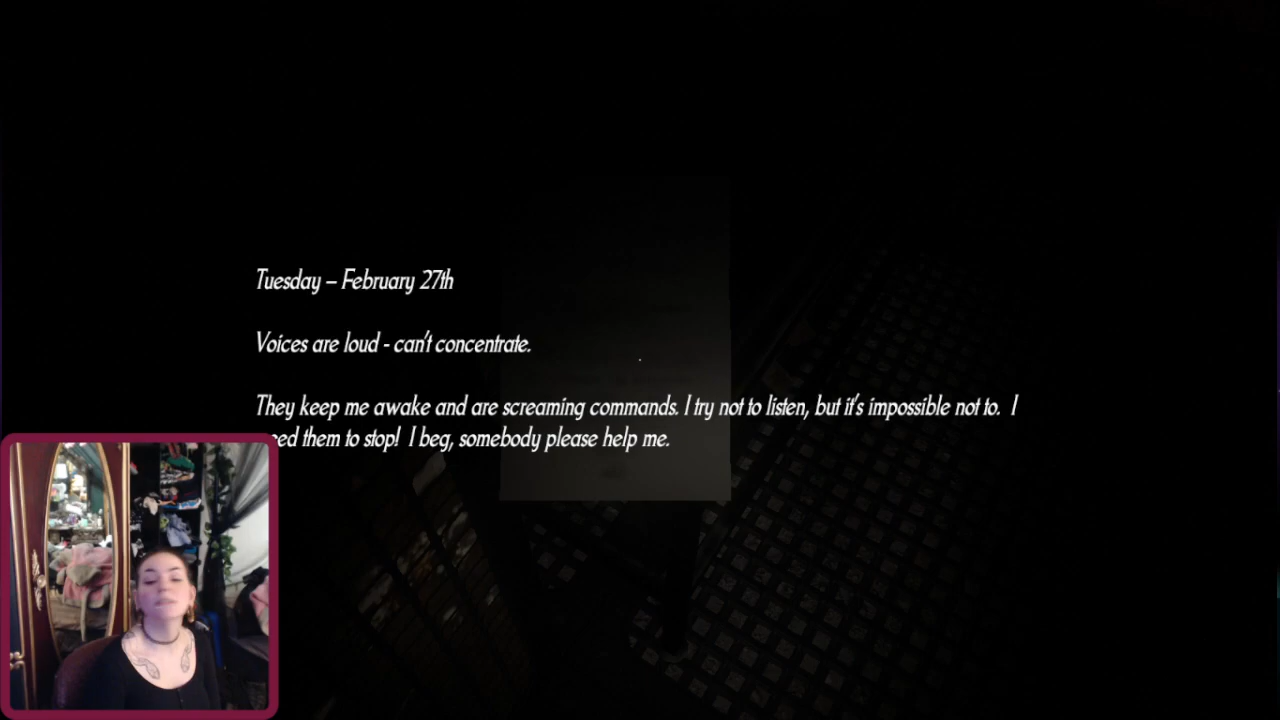 Tuesday – February 27th
Voices are loud - can't concentrate.
They keep me awake and are screaming commands. I try not to listen, but it's impossible not to. I
them to stop! I beg, somebody please help me.